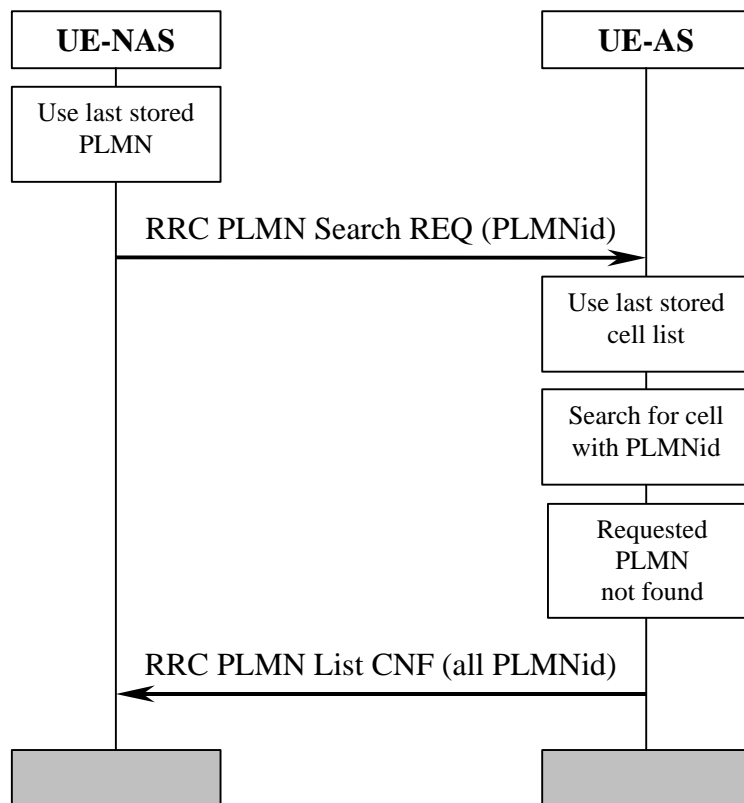 UE-NAS
UE-AS
Use last stored
PLMN
RRC PLMN Search REQ (PLMNid)
Use last stored
cell list
Search for cell
with PLMNid
Requested
PLMN
not found
RRC PLMN List CNF (all PLMNid)